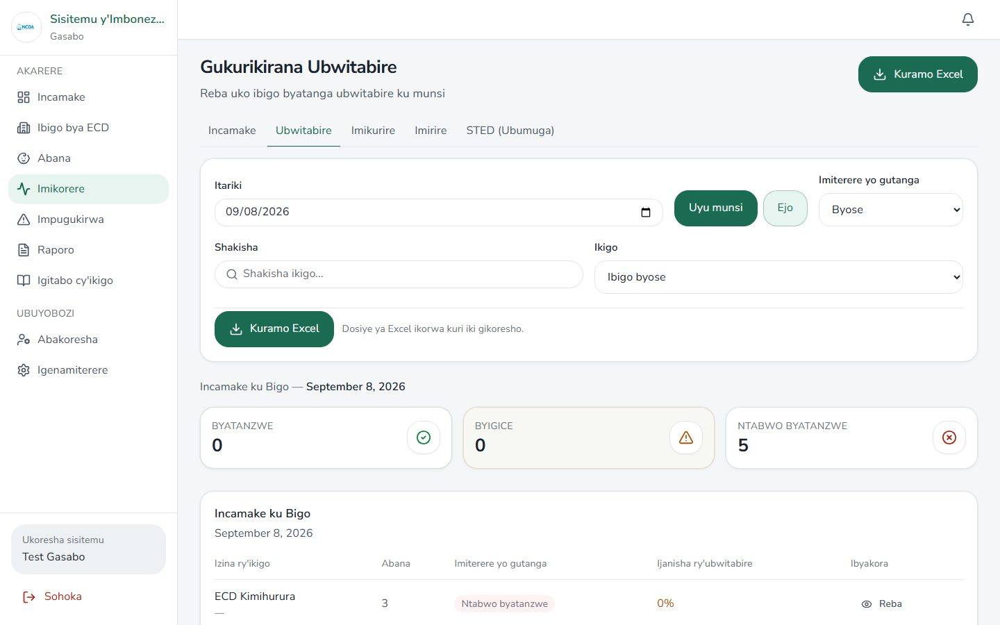 NCDA
Sisitemu y'Imbonez...
Gasabo
AKARERE
Incamake
Ibigo bya ECD
Abana
Imikorere
Impugukirwa
Raporo
Igitabo cy'ikigo
UBUYOBOZI
Abakoresha
Igenamiterere
Ukoresha sisitemu
Test Gasabo
Sohoka
Gukurikirana Ubwitabire
Reba uko ibigo byatanga ubwitabire ku munsi
Kuramo Excel
Incamake Ubwitabire Imikurire Imirire STED (Ubumuga)
Itariki
09/08/2026
Uyu munsi
Ejo
Imiterere yo gutanga
Byose
Shakisha
Shakisha ikigo...
Ikigo
Ibigo byose
Kuramo Excel
Dosiye ya Excel ikorwa kuri iki gikoresho.
Incamake ku Bigo — September 8, 2026
BYATANZWE
0
BYIGICE
0
NTABWO BYATANZWE
5
Incamake ku Bigo
September 8, 2026
Izina ry'ikigo Abana Imiterere yo gutanga Ijanisha ry'ubwitabire Ibyakora
ECD Kimihurura 3 Ntabwo byatanzwe 0% Reba
—